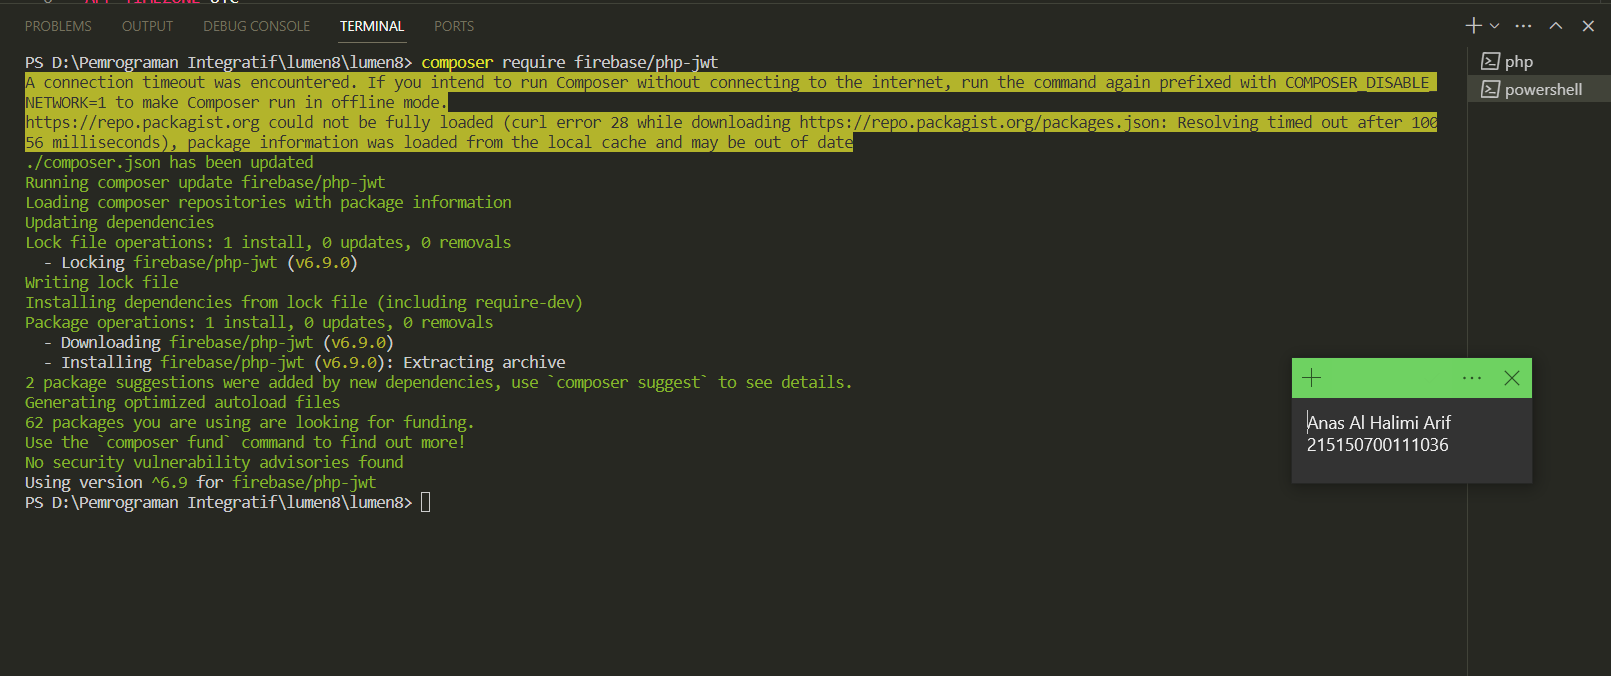 APP_TIMEZONE=UTC
PROBLEMS OUTPUT DEBUG CONSOLE TERMINAL PORTS
PS D:\Pemrograman Integratif\lumen8\lumen8> composer require firebase/php-jwt
A connection timeout was encountered. If you intend to run Composer without connecting to the internet, run the command again prefixed with COMPOSER_DISABLE_
NETWORK=1 to make Composer run in offline mode.
https://repo.packagist.org could not be fully loaded (curl error 28 while downloading https://repo.packagist.org/packages.json: Resolving timed out after 100
56 milliseconds), package information was loaded from the local cache and may be out of date
./composer.json has been updated
Running composer update firebase/php-jwt
Loading composer repositories with package information
Updating dependencies
Lock file operations: 1 install, 0 updates, 0 removals
  - Locking firebase/php-jwt (v6.9.0)
Writing lock file
Installing dependencies from lock file (including require-dev)
Package operations: 1 install, 0 updates, 0 removals
  - Downloading firebase/php-jwt (v6.9.0)
  - Installing firebase/php-jwt (v6.9.0): Extracting archive
2 package suggestions were added by new dependencies, use `composer suggest` to see details.
Generating optimized autoload files
62 packages you are using are looking for funding.
Use the `composer fund` command to find out more!
No security vulnerability advisories found
Using version ^6.9 for firebase/php-jwt
PS D:\Pemrograman Integratif\lumen8\lumen8>
php
powershell
Anas Al Halimi Arif
215150700111036